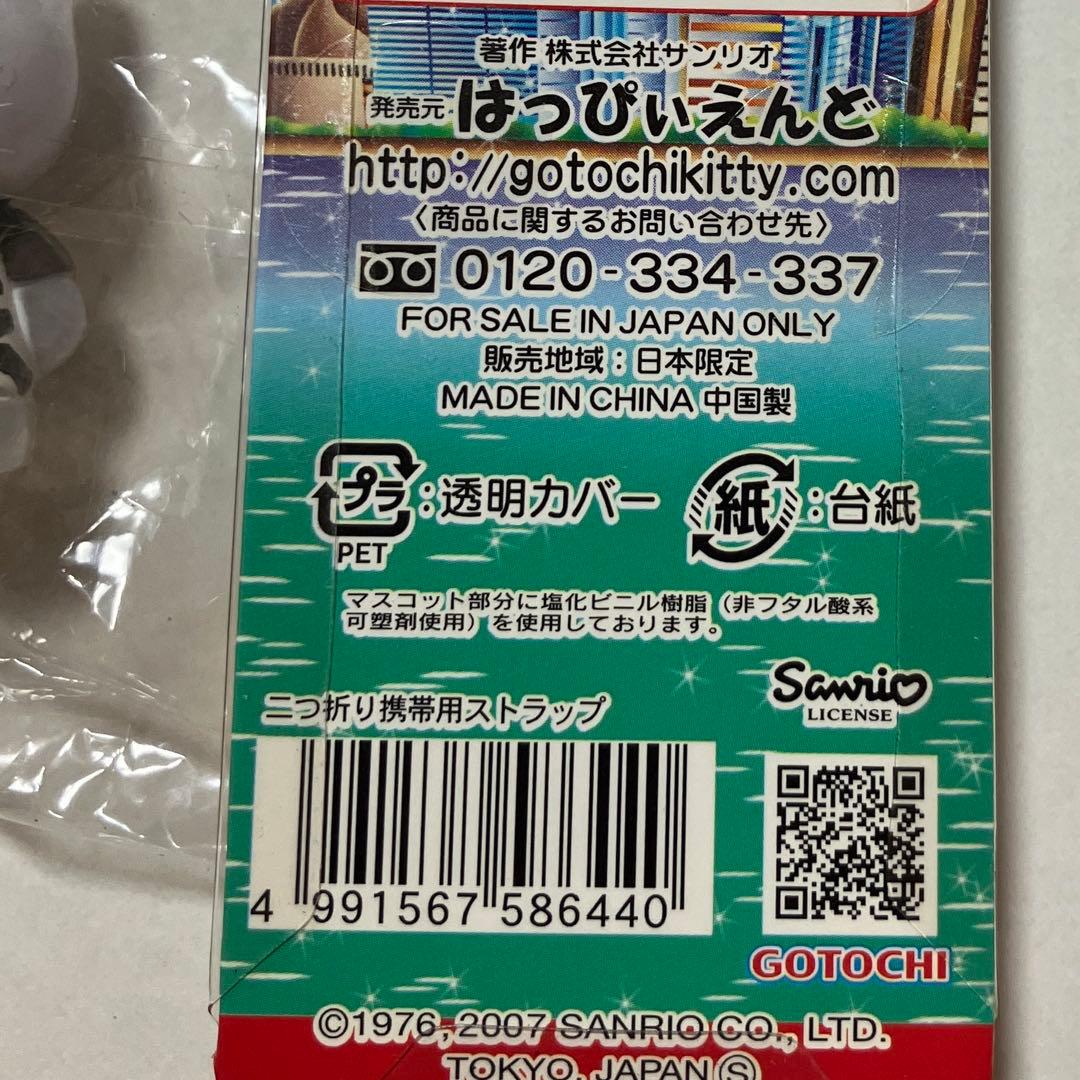 著作 株式会社サンリオ
発売元 はっぴぃえんど
http://gotochikitty.com
〈商品に関するお問い合わせ先〉
0120-334-337
FOR SALE IN JAPAN ONLY
販売地域：日本限定
MADE IN CHINA 中国製
プラ：透明カバー 紙：台紙
PET
マスコット部分に塩化ビニル樹脂（非フタル酸系
可塑剤使用）を使用しております。
Sanrio
LICENSE
二つ折り携帯用ストラップ
4 991567 586440
GOTOCHI
©1976, 2007 SANRIO CO., LTD.
TOKYO, JAPAN Ⓢ